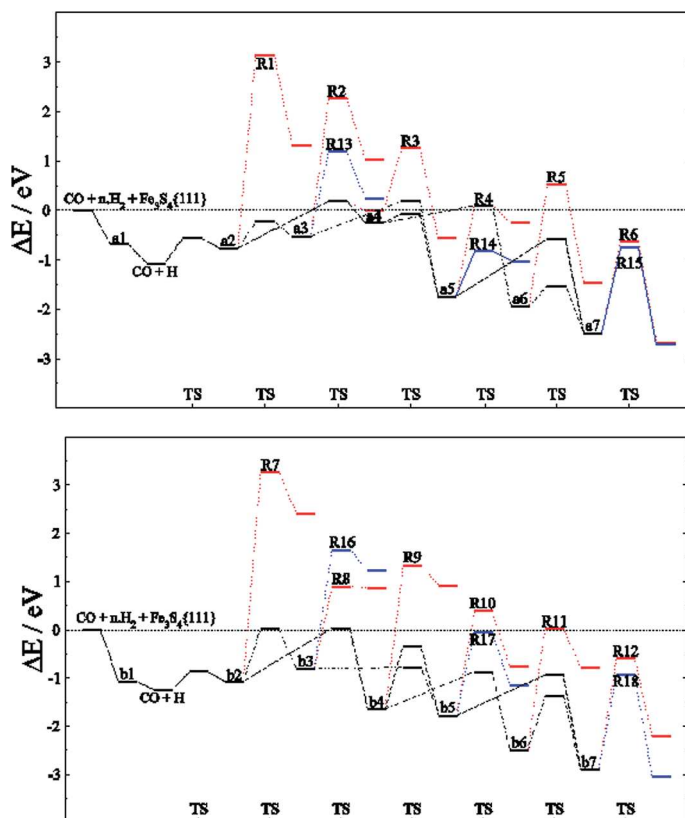 ΔE / eV
3
2
1
0
-1
-2
-3
CO + n.H₂ + Fe₃S₄{111}
a1
CO + H
a2
R1
a3
R2
R13
R3
a5
R4
R14
a6
R5
a7
R6
R15
TS TS TS TS TS TS TS
ΔE / eV
3
2
1
0
-1
-2
-3
CO + n.H₂ + Fe₃S₄{111}
b1
CO + H
b2
R7
b3
R16
R8
b4
R9
b5
R10
R17
b6
R11
b7
R12
R18
TS TS TS TS TS TS TS